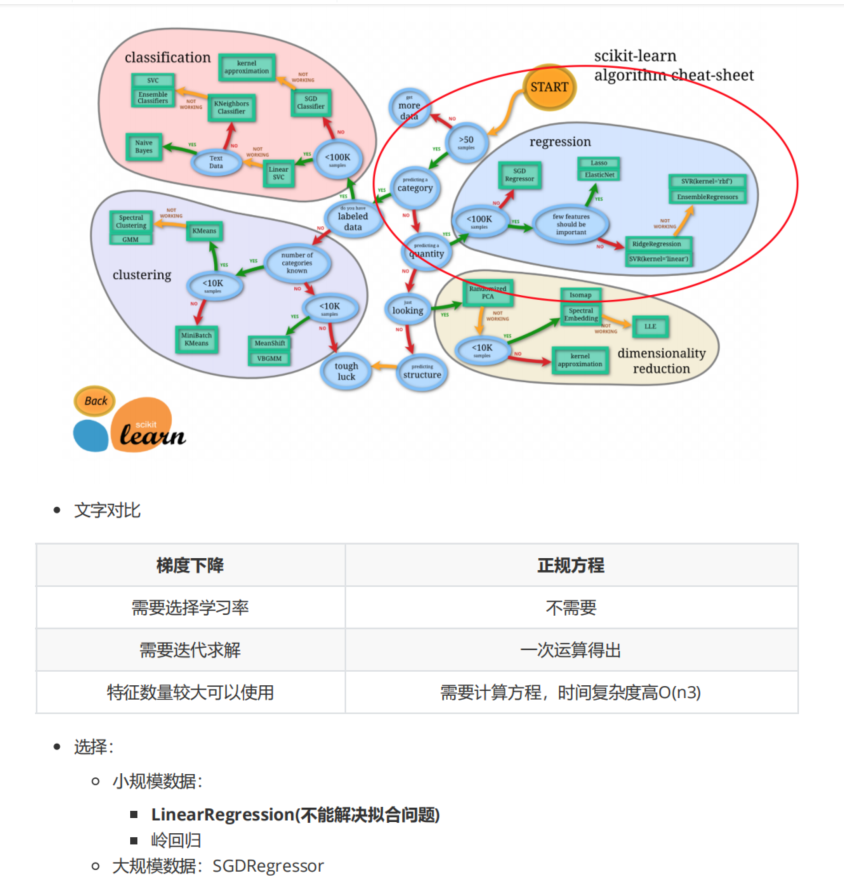 scikit-learn
algorithm cheat-sheet
START
get
more
data
NO
>50
samples
YES
predicting a
category
YES
NO
do you have
labeled
data
YES
NO
predicting a
quantity
YES
NO
just
looking
YES
NO
predicting
structure
tough
luck
classification
kernel
approximation
NOT
WORKING
SVC
Ensemble
Classifiers
NOT
WORKING
KNeighbors
Classifier
SGD
Classifier
NO
NO
Naive
Bayes
YES
Text
Data
NOT
WORKING
Linear
SVC
YES
<100K
samples
regression
SGD
Regressor
NO
<100K
samples
YES
Lasso
ElasticNet
YES
few features
should be
important
NO
SVR(kernel='rbf')
EnsembleRegressors
NOT
WORKING
RidgeRegression
SVR(kernel='linear')
clustering
Spectral
Clustering
GMM
NOT
WORKING
KMeans
YES
<10K
samples
NO
MiniBatch
KMeans
YES
number of
categories
known
NO
<10K
samples
YES
NO
MeanShift
VBGMM
dimensionality
reduction
Randomized
PCA
NOT
WORKING
<10K
samples
YES
NO
Isomap
Spectral
Embedding
NOT
WORKING
LLE
kernel
approximation
Back
scikit
learn
• 文字对比
梯度下降 正规方程
需要选择学习率 不需要
需要迭代求解 一次运算得出
特征数量较大可以使用 需要计算方程，时间复杂度高O(n3)
• 选择：
小规模数据：
LinearRegression(不能解决拟合问题)
岭回归
大规模数据：SGDRegressor